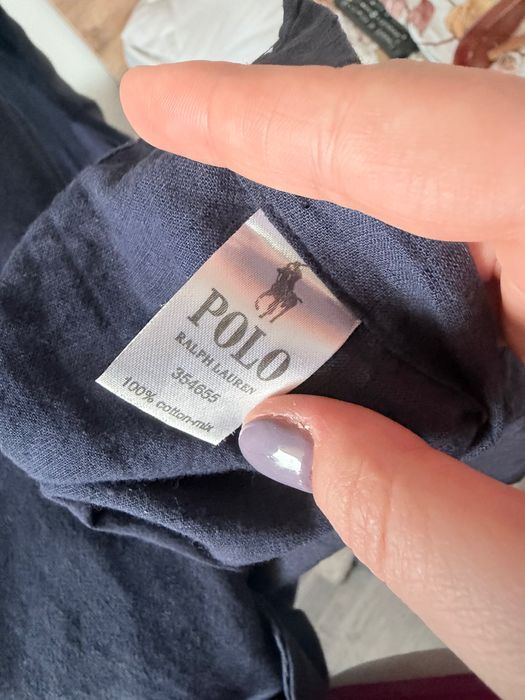 POLO
RALPH LAUREN
354655
100% cotton-mix